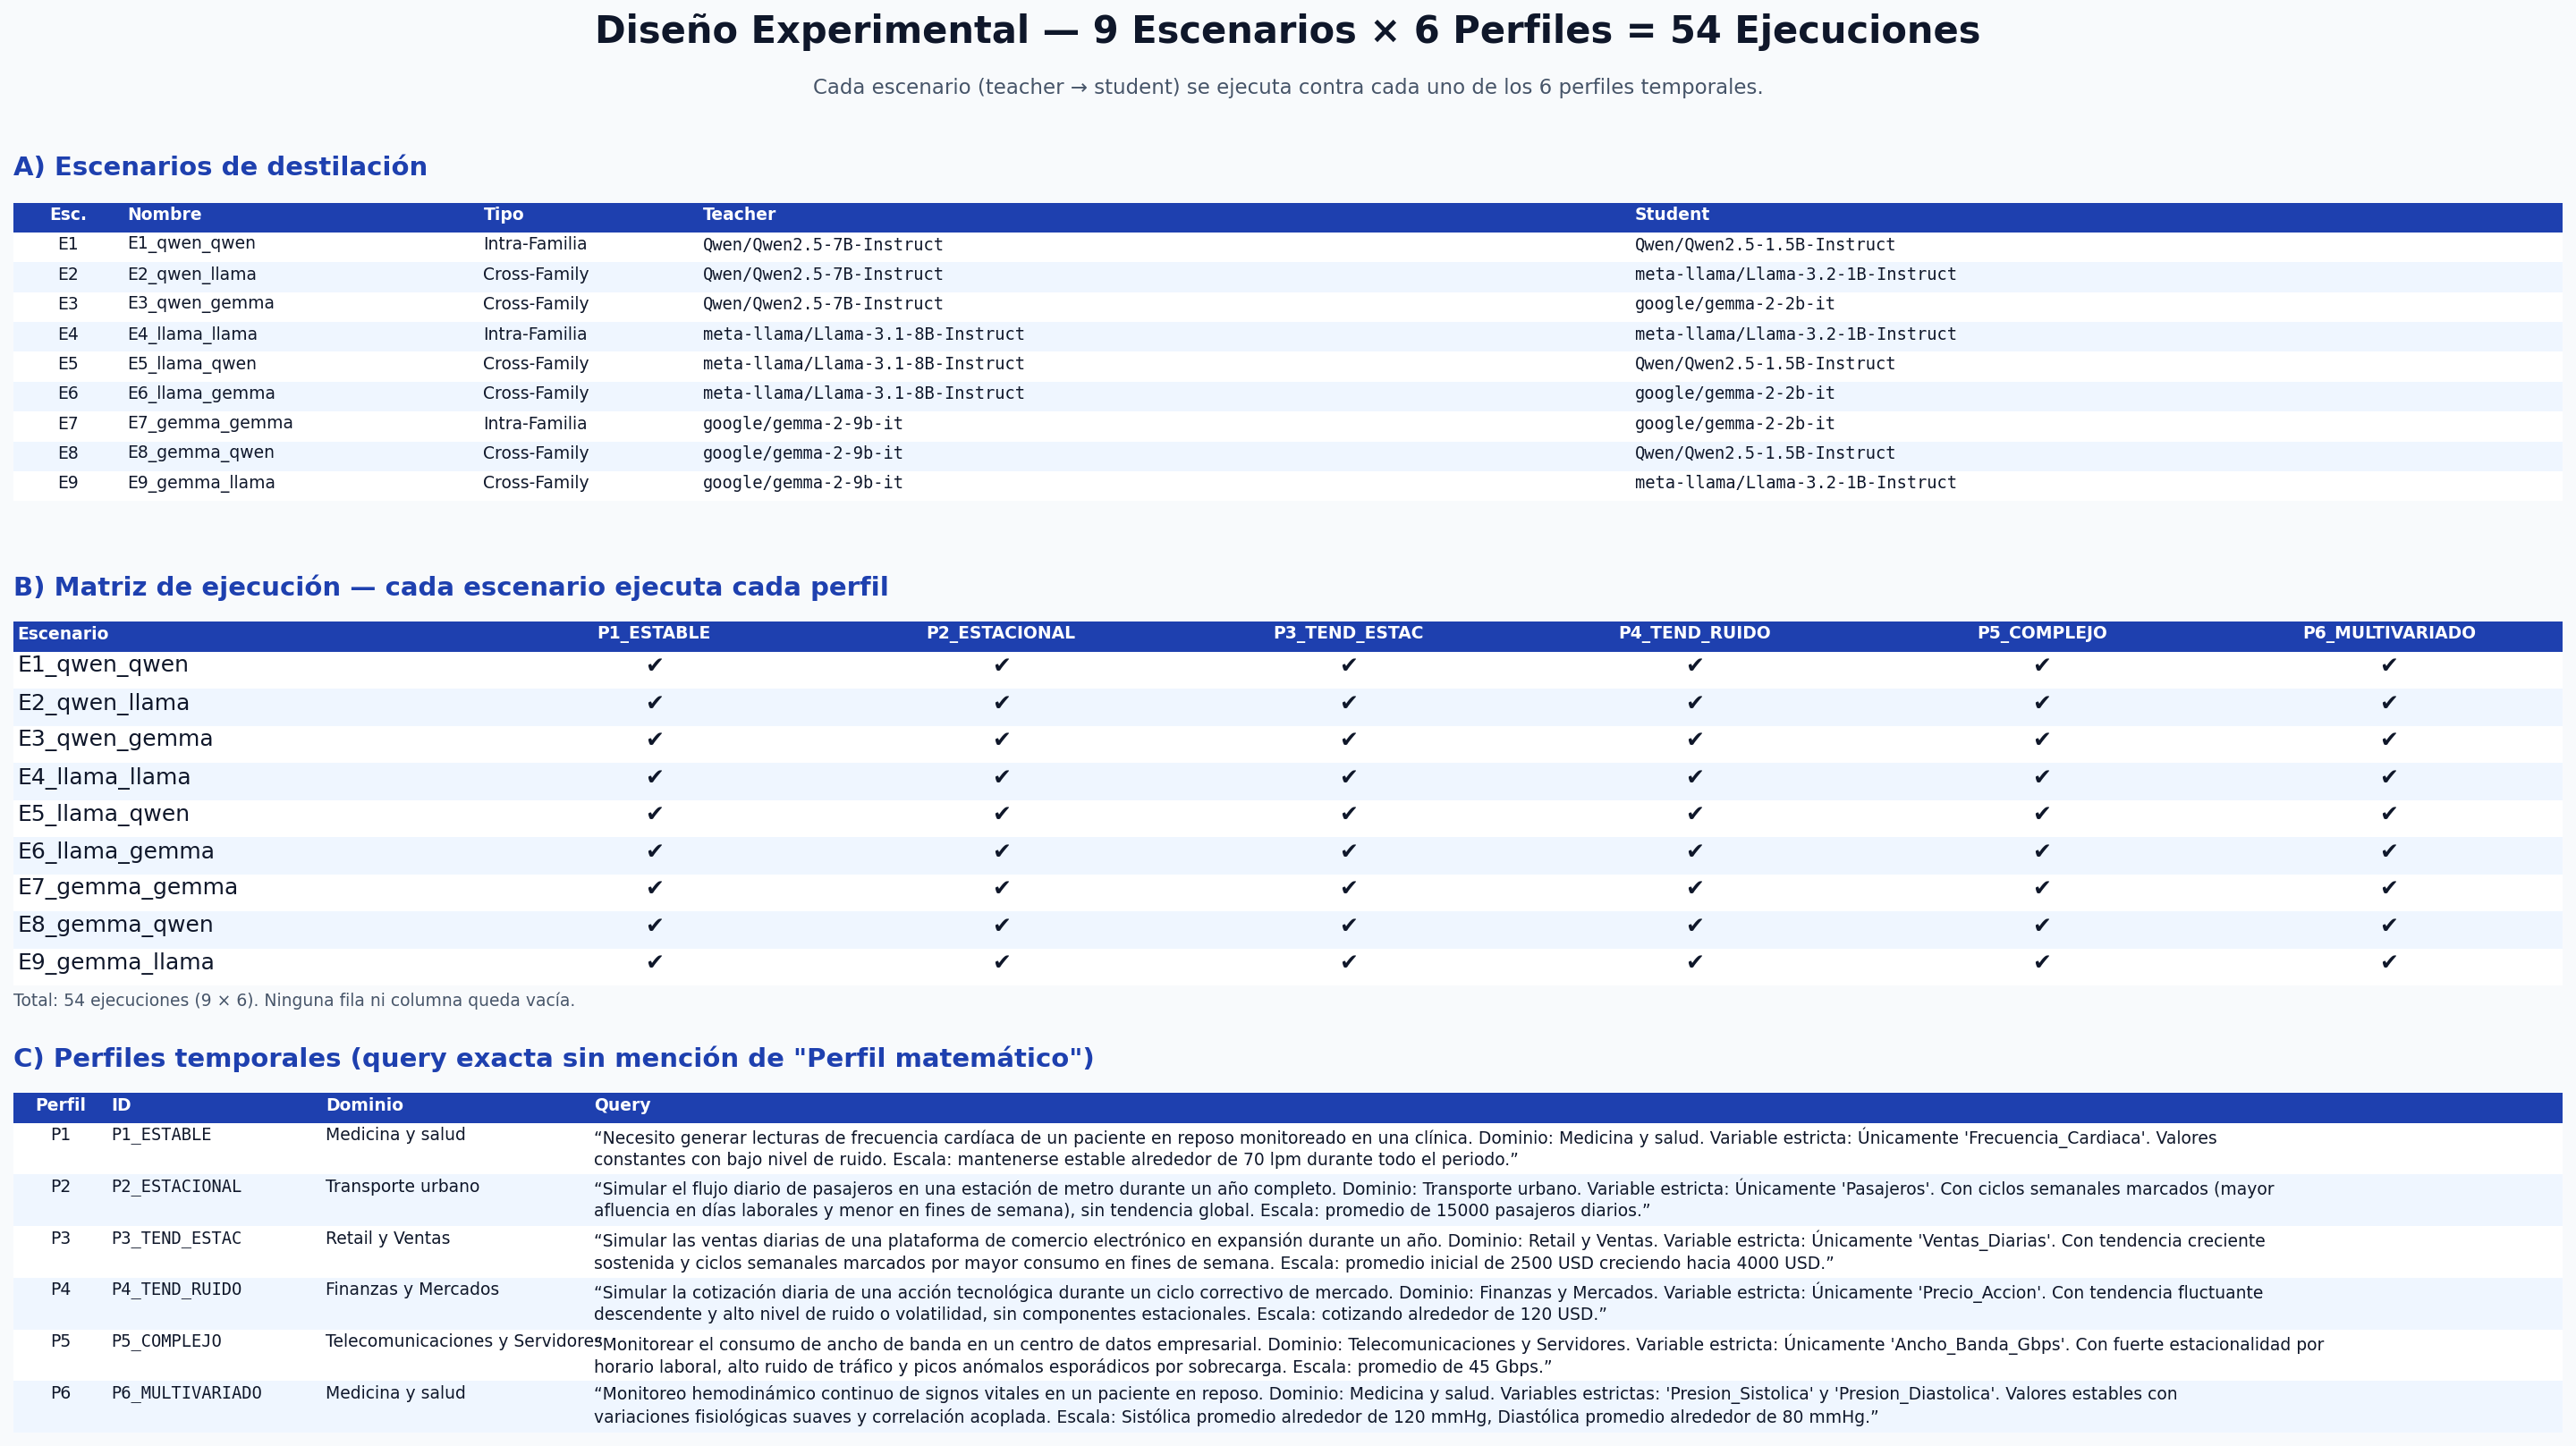 Diseño Experimental — 9 Escenarios × 6 Perfiles = 54 Ejecuciones
Cada escenario (teacher → student) se ejecuta contra cada uno de los 6 perfiles temporales.
A) Escenarios de destilación
Esc. Nombre Tipo Teacher Student
E1 E1_qwen_qwen Intra-Familia Qwen/Qwen2.5-7B-Instruct Qwen/Qwen2.5-1.5B-Instruct
E2 E2_qwen_llama Cross-Family Qwen/Qwen2.5-7B-Instruct meta-llama/Llama-3.2-1B-Instruct
E3 E3_qwen_gemma Cross-Family Qwen/Qwen2.5-7B-Instruct google/gemma-2-2b-it
E4 E4_llama_llama Intra-Familia meta-llama/Llama-3.1-8B-Instruct meta-llama/Llama-3.2-1B-Instruct
E5 E5_llama_qwen Cross-Family meta-llama/Llama-3.1-8B-Instruct Qwen/Qwen2.5-1.5B-Instruct
E6 E6_llama_gemma Cross-Family meta-llama/Llama-3.1-8B-Instruct google/gemma-2-2b-it
E7 E7_gemma_gemma Intra-Familia google/gemma-2-9b-it google/gemma-2-2b-it
E8 E8_gemma_qwen Cross-Family google/gemma-2-9b-it Qwen/Qwen2.5-1.5B-Instruct
E9 E9_gemma_llama Cross-Family google/gemma-2-9b-it meta-llama/Llama-3.2-1B-Instruct
B) Matriz de ejecución — cada escenario ejecuta cada perfil
Escenario P1_ESTABLE P2_ESTACIONAL P3_TEND_ESTAC P4_TEND_RUIDO P5_COMPLEJO P6_MULTIVARIADO
E1_qwen_qwen ✔ ✔ ✔ ✔ ✔ ✔
E2_qwen_llama ✔ ✔ ✔ ✔ ✔ ✔
E3_qwen_gemma ✔ ✔ ✔ ✔ ✔ ✔
E4_llama_llama ✔ ✔ ✔ ✔ ✔ ✔
E5_llama_qwen ✔ ✔ ✔ ✔ ✔ ✔
E6_llama_gemma ✔ ✔ ✔ ✔ ✔ ✔
E7_gemma_gemma ✔ ✔ ✔ ✔ ✔ ✔
E8_gemma_qwen ✔ ✔ ✔ ✔ ✔ ✔
E9_gemma_llama ✔ ✔ ✔ ✔ ✔ ✔
Total: 54 ejecuciones (9 × 6). Ninguna fila ni columna queda vacía.
C) Perfiles temporales (query exacta sin mención de "Perfil matemático")
Perfil ID Dominio Query
P1 P1_ESTABLE Medicina y salud “Necesito generar lecturas de frecuencia cardíaca de un paciente en reposo monitoreado en una clínica. Dominio: Medicina y salud. Variable estricta: Únicamente 'Frecuencia_Cardiaca'. Valores
constantes con bajo nivel de ruido. Escala: mantenerse estable alrededor de 70 lpm durante todo el periodo.”
P2 P2_ESTACIONAL Transporte urbano “Simular el flujo diario de pasajeros en una estación de metro durante un año completo. Dominio: Transporte urbano. Variable estricta: Únicamente 'Pasajeros'. Con ciclos semanales marcados (mayor
afluencia en días laborales y menor en fines de semana), sin tendencia global. Escala: promedio de 15000 pasajeros diarios.”
P3 P3_TEND_ESTAC Retail y Ventas “Simular las ventas diarias de una plataforma de comercio electrónico en expansión durante un año. Dominio: Retail y Ventas. Variable estricta: Únicamente 'Ventas_Diarias'. Con tendencia creciente
sostenida y ciclos semanales marcados por mayor consumo en fines de semana. Escala: promedio inicial de 2500 USD creciendo hacia 4000 USD.”
P4 P4_TEND_RUIDO Finanzas y Mercados “Simular la cotización diaria de una acción tecnológica durante un ciclo correctivo de mercado. Dominio: Finanzas y Mercados. Variable estricta: Únicamente 'Precio_Accion'. Con tendencia fluctuante
descendente y alto nivel de ruido o volatilidad, sin componentes estacionales. Escala: cotizando alrededor de 120 USD.”
P5 P5_COMPLEJO Telecomunicaciones y Servidores “Monitorear el consumo de ancho de banda en un centro de datos empresarial. Dominio: Telecomunicaciones y Servidores. Variable estricta: Únicamente 'Ancho_Banda_Gbps'. Con fuerte estacionalidad por
horario laboral, alto ruido de tráfico y picos anómalos esporádicos por sobrecarga. Escala: promedio de 45 Gbps.”
P6 P6_MULTIVARIADO Medicina y salud “Monitoreo hemodinámico continuo de signos vitales en un paciente en reposo. Dominio: Medicina y salud. Variables estrictas: 'Presion_Sistolica' y 'Presion_Diastolica'. Valores estables con
variaciones fisiológicas suaves y correlación acoplada. Escala: Sistólica promedio alrededor de 120 mmHg, Diastólica promedio alrededor de 80 mmHg.”